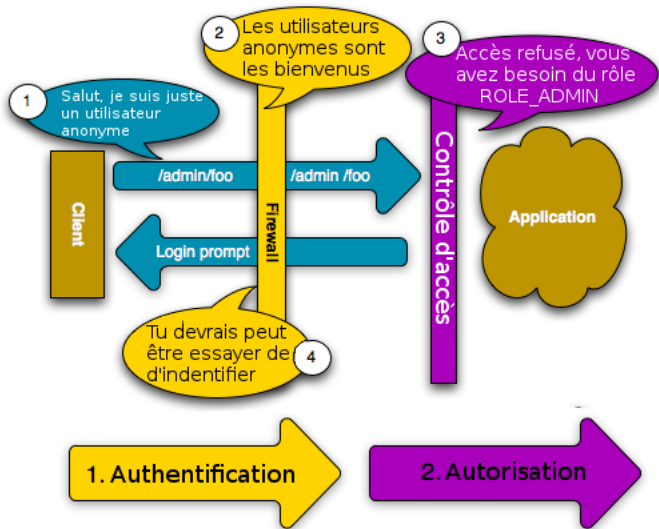 2
Les utilisateurs
anonymes sont
les bienvenus
3
Accès refusé, vous
avez besoin du rôle
ROLE_ADMIN
1
Salut, je suis juste
un utilisateur
anonyme
Client
/admin/foo
/admin /foo
Firewall
Contrôle d'accès
Application
Login prompt
Tu devrais peut
être essayer de
d'indentifier
4
1. Authentification
2. Autorisation